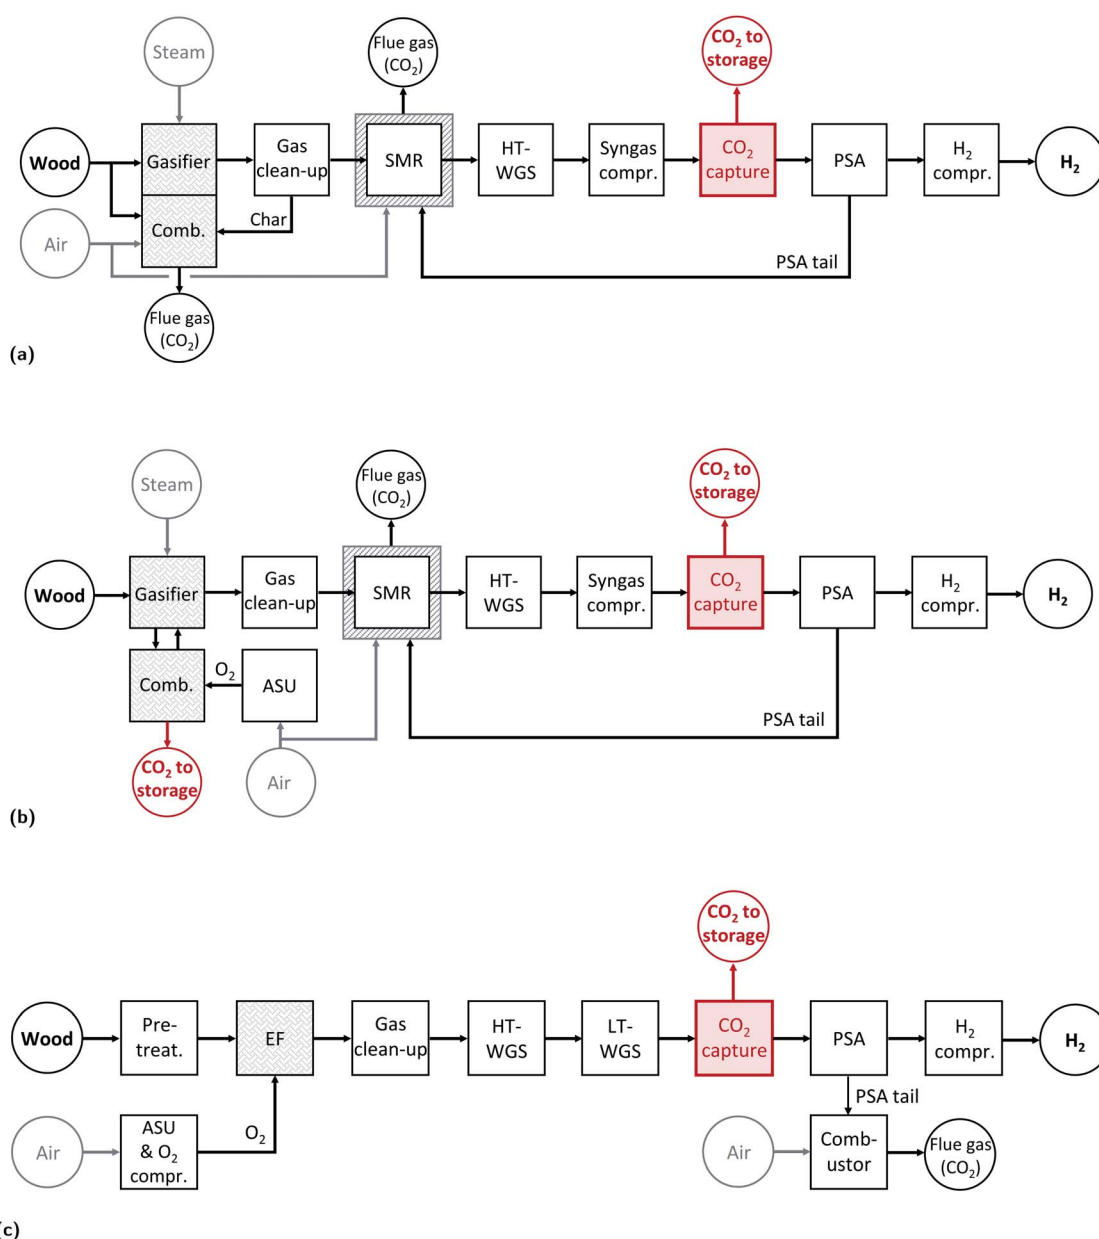 Steam
Flue gas
(CO₂)
CO₂ to
storage
Wood
Gasifier
Gas
clean-up
SMR
HT-
WGS
Syngas
compr.
CO₂
capture
PSA
H₂
compr.
H₂
Air
Comb.
Char
PSA tail
Flue gas
(CO₂)
(a)
Steam
Flue gas
(CO₂)
CO₂ to
storage
Wood
Gasifier
Gas
clean-up
SMR
HT-
WGS
Syngas
compr.
CO₂
capture
PSA
H₂
compr.
H₂
Comb.
O₂
ASU
PSA tail
CO₂ to
storage
Air
(b)
CO₂ to
storage
Wood
Pre-
treat.
EF
Gas
clean-up
HT-
WGS
LT-
WGS
CO₂
capture
PSA
H₂
compr.
H₂
PSA tail
Air
ASU
& O₂
compr.
O₂
Air
Comb-
ustor
Flue gas
(CO₂)
(c)